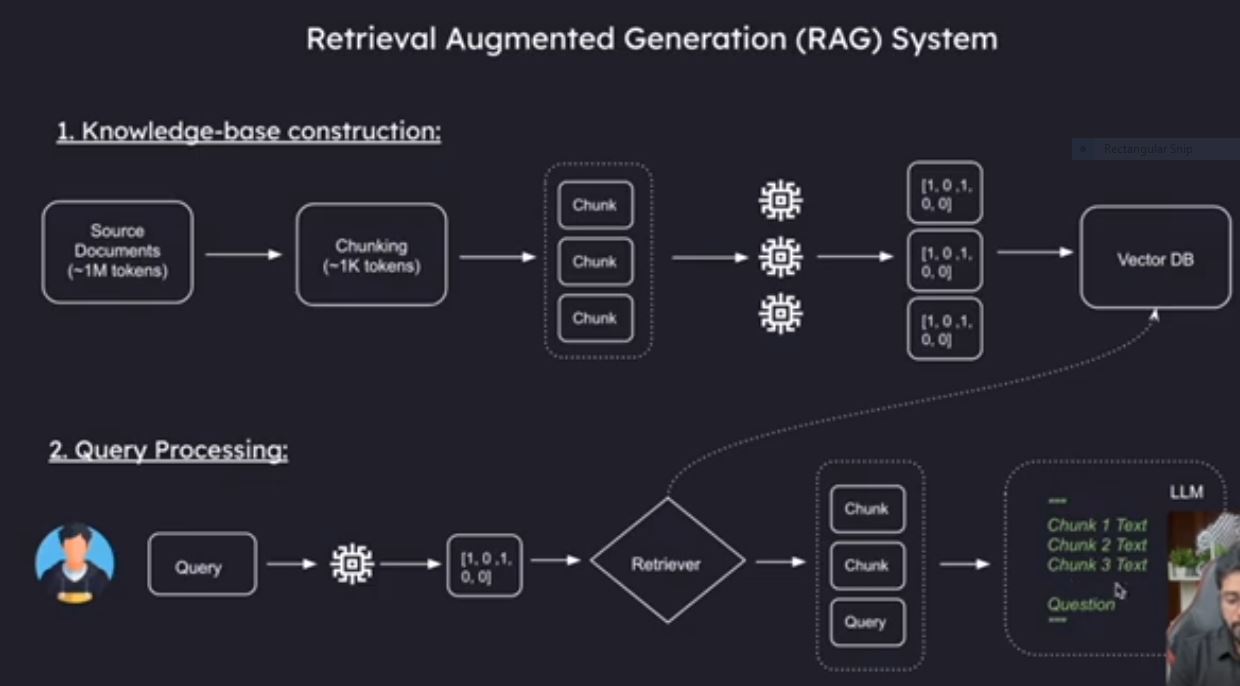 Retrieval Augmented Generation (RAG) System
1. Knowledge-base construction:
Rectangular Snip
Source
Documents
(~1M tokens)
Chunking
(~1K tokens)
Chunk
Chunk
Chunk
[1, 0 ,1,
0, 0]
[1, 0 ,1,
0, 0]
[1, 0 ,1,
0, 0]
Vector DB
2. Query Processing:
Query
[1, 0 ,1,
0, 0]
Retriever
Chunk
Chunk
Query
LLM
"""
Chunk 1 Text
Chunk 2 Text
Chunk 3 Text
Question
"""